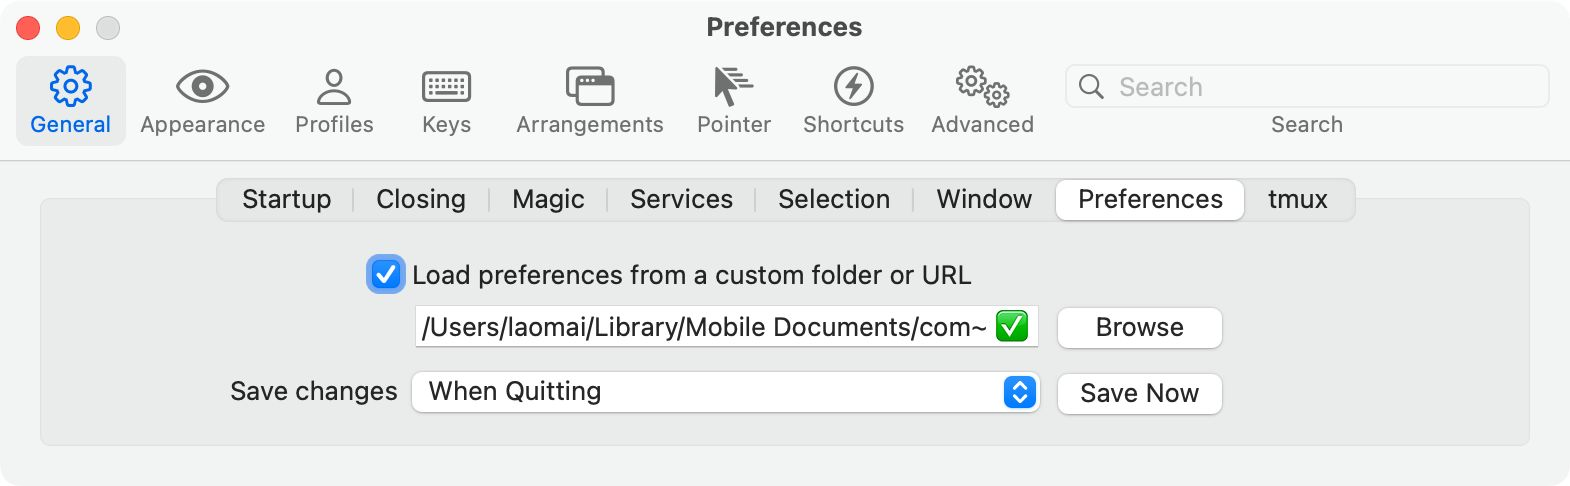 Preferences
General Appearance Profiles Keys Arrangements Pointer Shortcuts Advanced Search
Search
Startup Closing Magic Services Selection Window Preferences tmux
Load preferences from a custom folder or URL
/Users/laomai/Library/Mobile Documents/com~ Browse
Save changes When Quitting Save Now